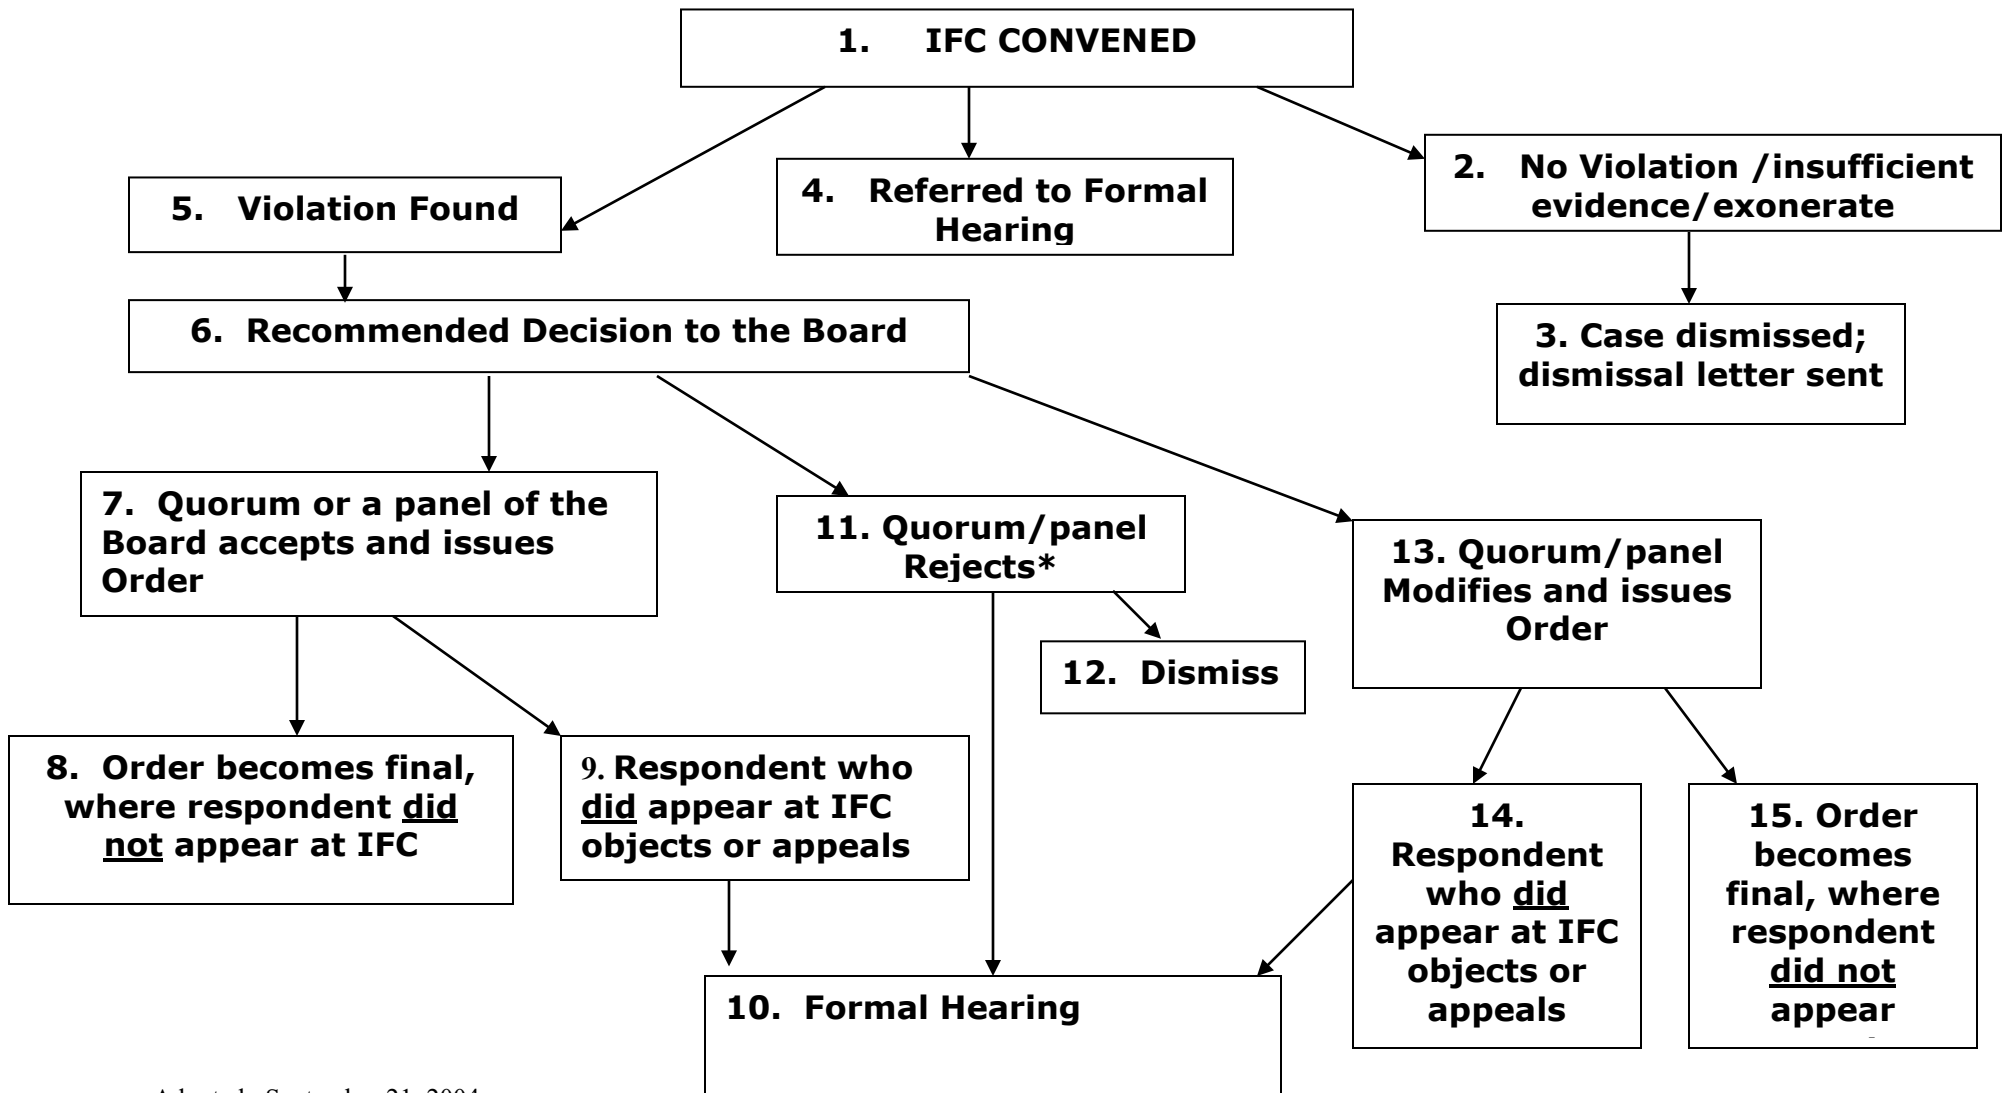 1. IFC CONVENED
2. No Violation /insufficient
evidence/exonerate
4. Referred to Formal
Hearing
5. Violation Found
6. Recommended Decision to the Board
3. Case dismissed;
dismissal letter sent
7. Quorum or a panel of the
Board accepts and issues
Order
11. Quorum/panel
Rejects*
13. Quorum/panel
Modifies and issues
Order
12. Dismiss
8. Order becomes final,
where respondent did
not appear at IFC
9. Respondent who
did appear at IFC
objects or appeals
14.
Respondent
who did
appear at IFC
objects or
appeals
15. Order
becomes
final, where
respondent
did not
appear
10. Formal Hearing
September 21, 2004